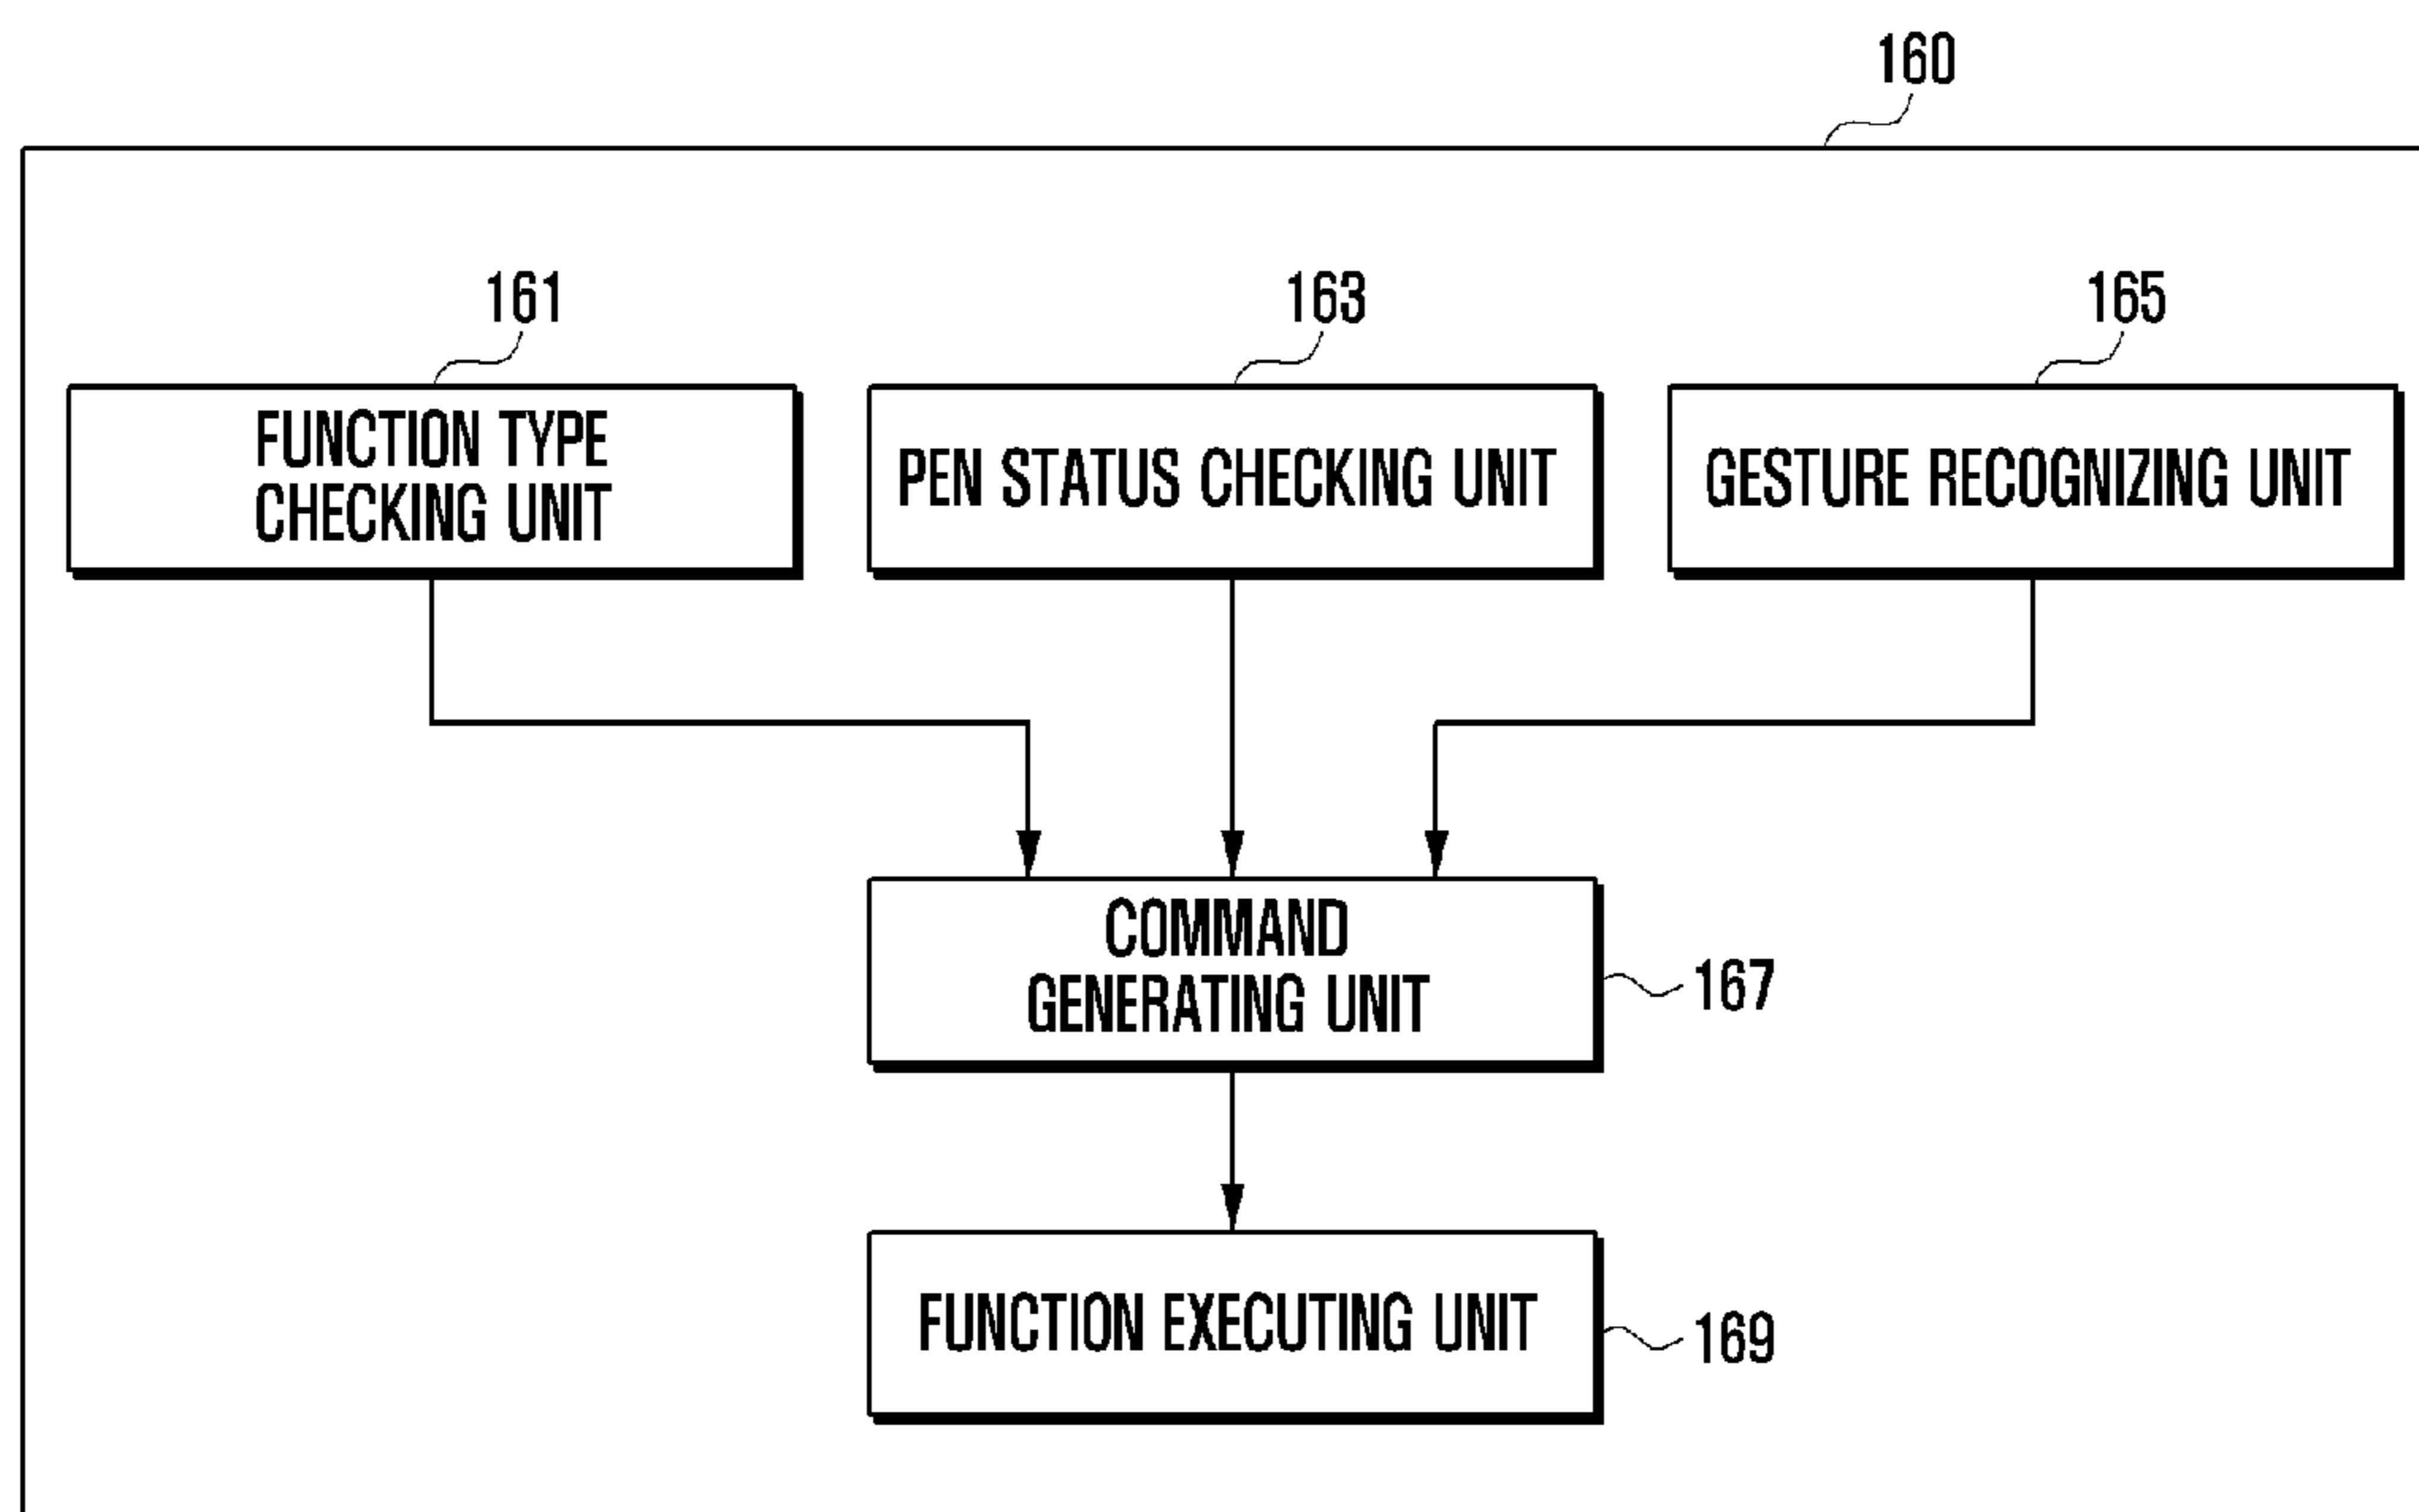 160
161
163
165
FUNCTION TYPE
CHECKING UNIT
PEN STATUS CHECKING UNIT
GESTURE RECOGNIZING UNIT
COMMAND
GENERATING UNIT
167
FUNCTION EXECUTING UNIT
169